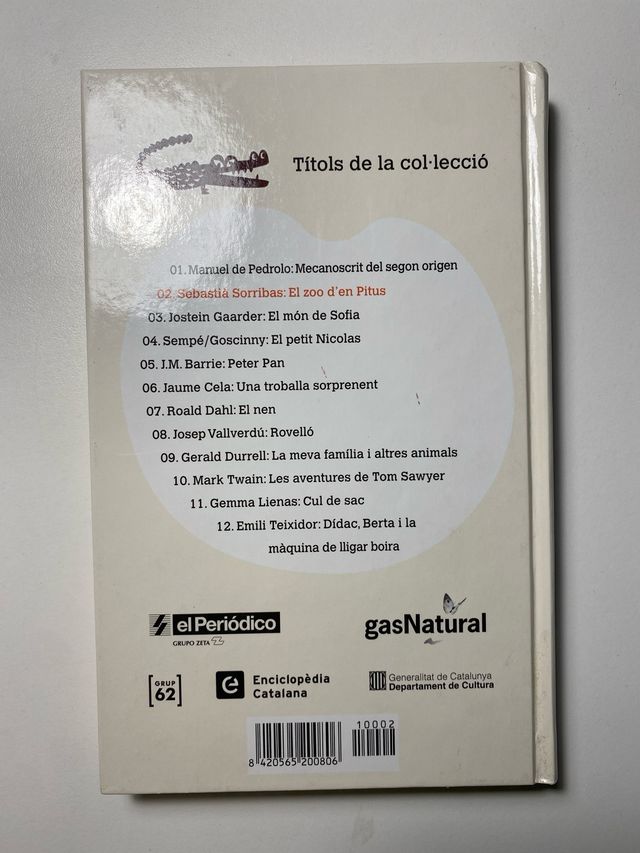 Títols de la col·lecció
01. Manuel de Pedrolo: Mecanoscrit del segon origen
02. Sebastià Sorribas: El zoo d'en Pitus
03. Jostein Gaarder: El món de Sofia
04. Sempé/Goscinny: El petit Nicolas
05. J.M. Barrie: Peter Pan
06. Jaume Cela: Una troballa sorprenent
07. Roald Dahl: El nen
08. Josep Vallverdú: Rovelló
09. Gerald Durrell: La meva família i altres animals
10. Mark Twain: Les aventures de Tom Sawyer
11. Gemma Lienas: Cul de sac
12. Emili Teixidor: Dídac, Berta i la
màquina de lligar boira
el Periódico
GRUPO ZETA
gasNatural
GRUP
62
Enciclopèdia
Catalana
Generalitat de Catalunya
Departament de Cultura
10002
8 420565 200806